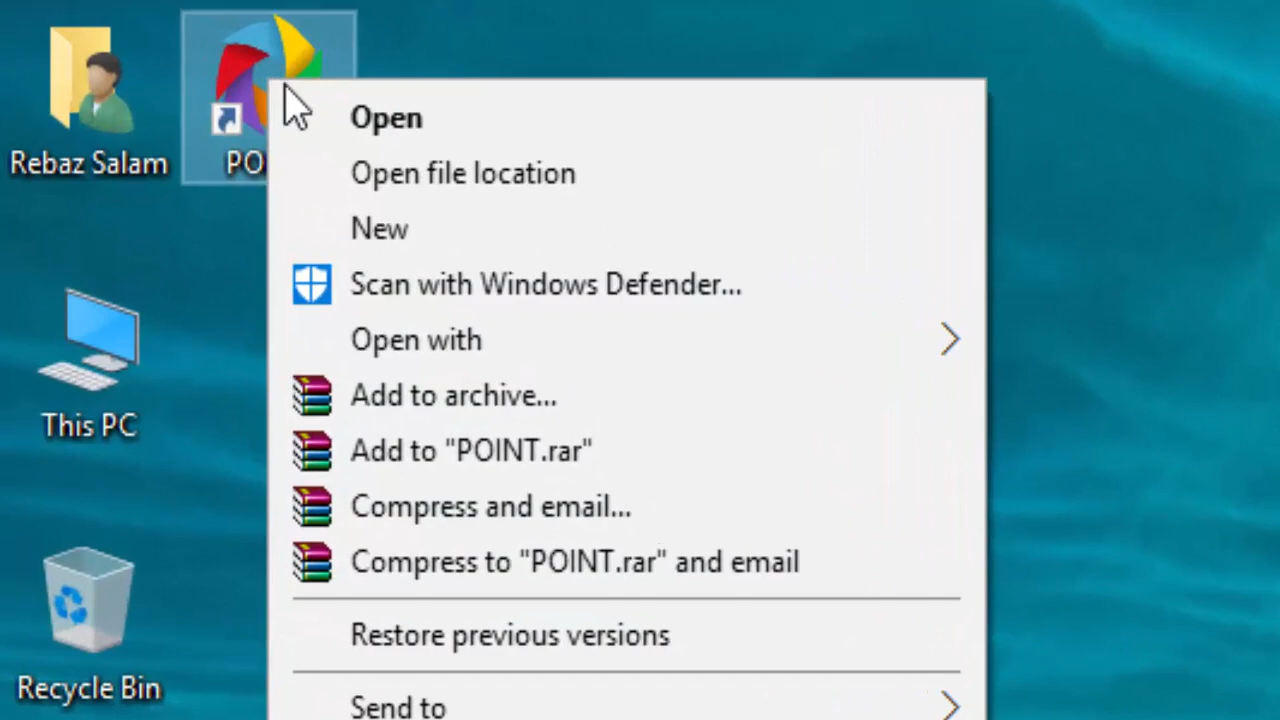 Rebaz Salam
PO
This PC
Recycle Bin
Open
Open file location
New
Scan with Windows Defender...
Open with
Add to archive...
Add to "POINT.rar"
Compress and email...
Compress to "POINT.rar" and email
Restore previous versions
Send to